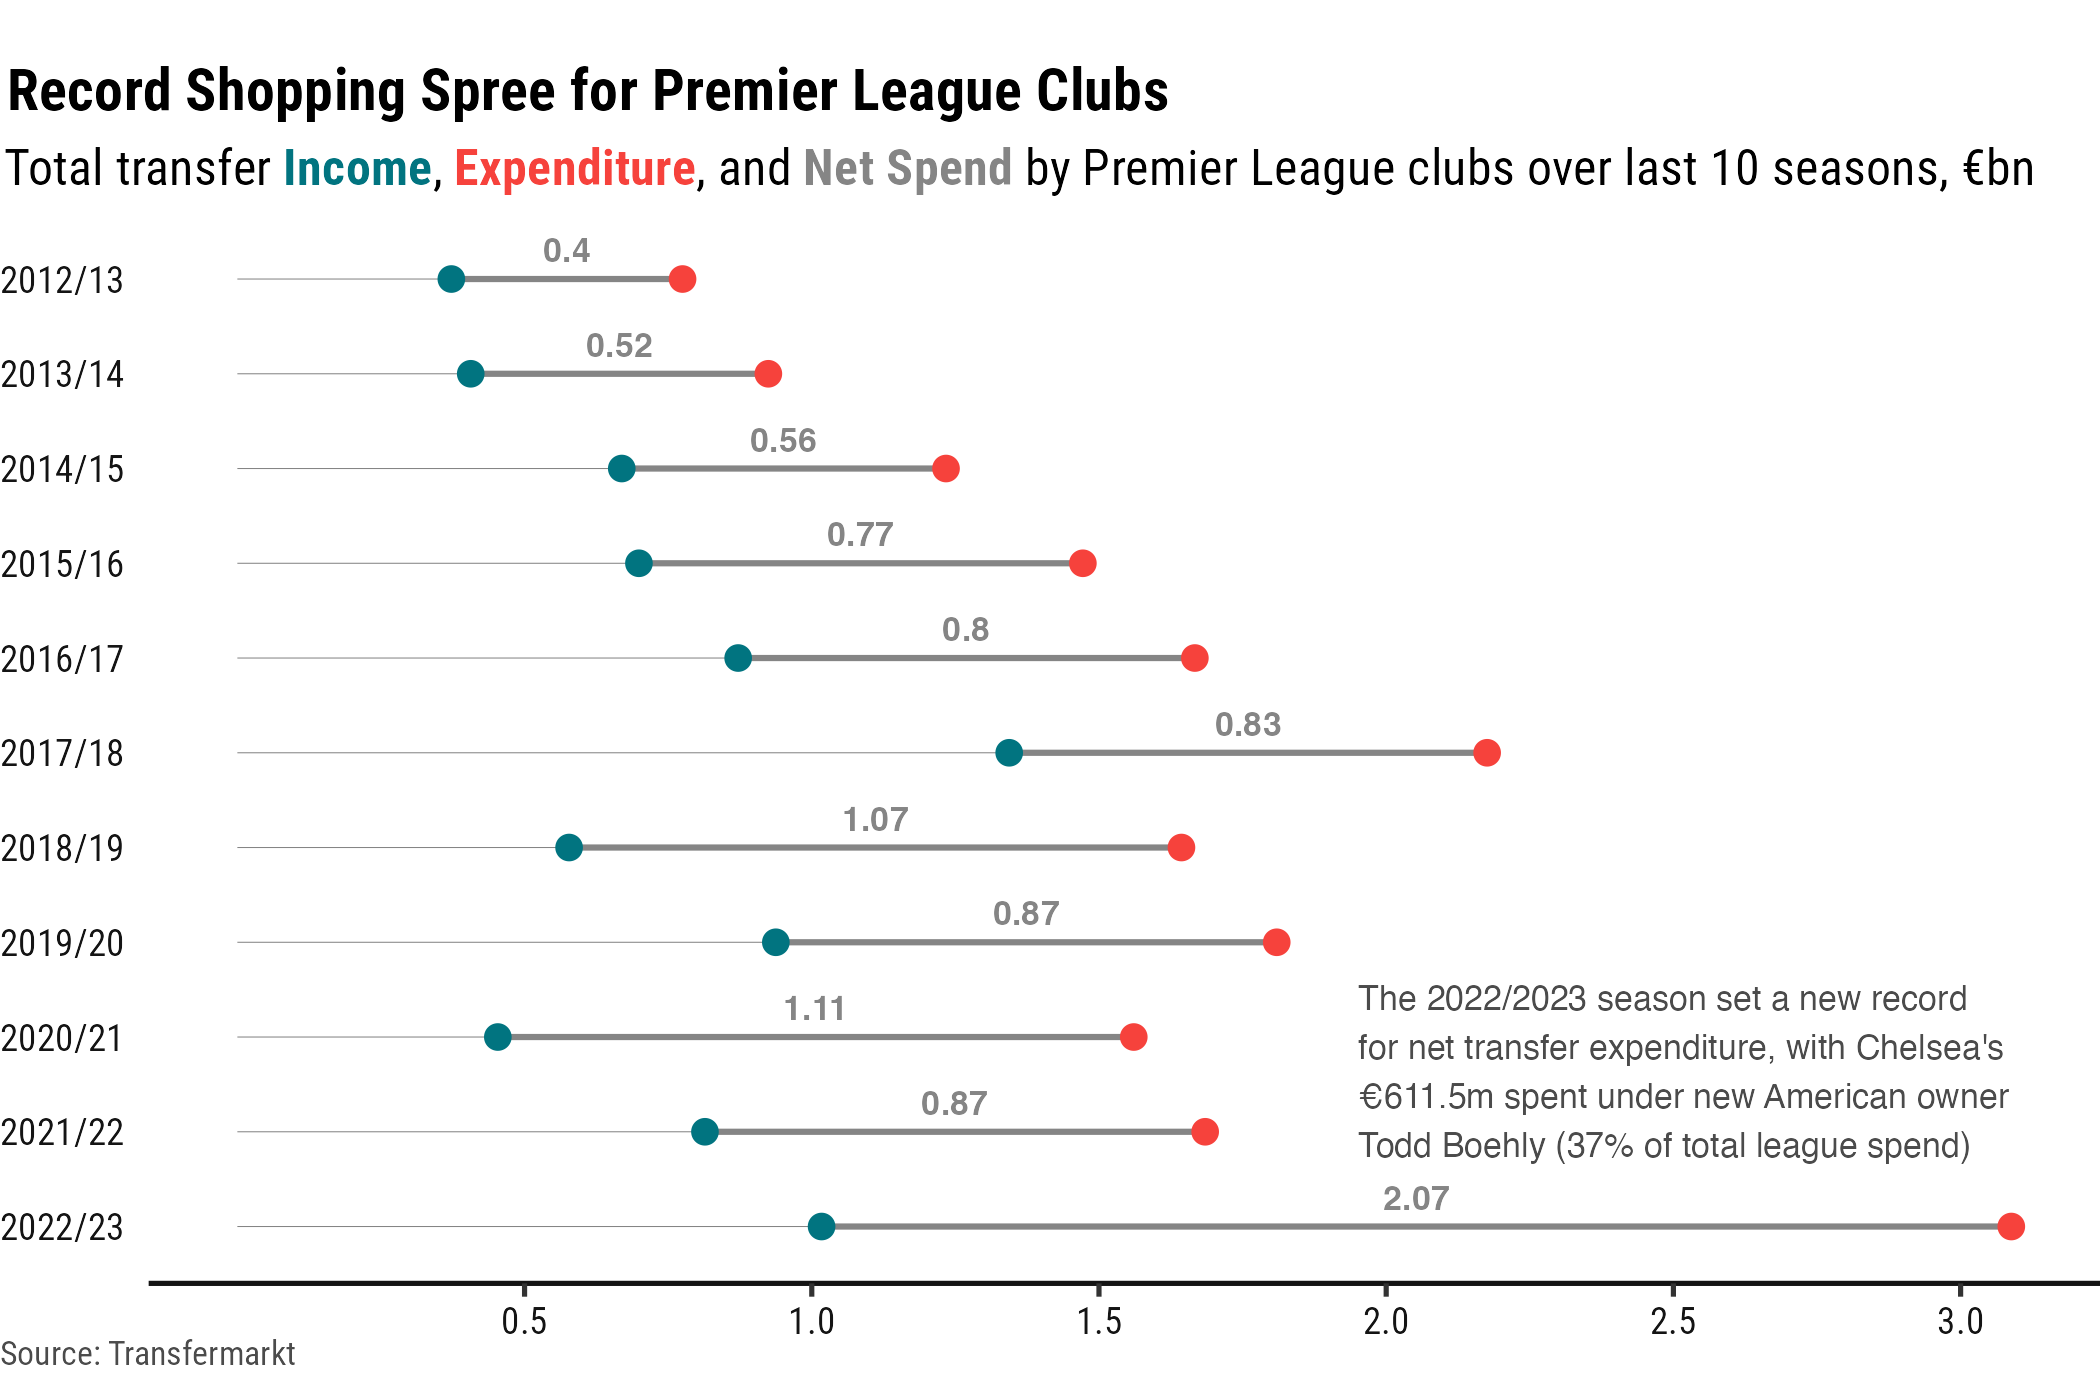 Record Shopping Spree for Premier League Clubs
Total transfer Income, Expenditure, and Net Spend by Premier League clubs over last 10 seasons, €bn
0.4
2012/13
0.52
2013/14
0.56
2014/15
0.77
2015/16
0.8
2016/17
0.83
2017/18
1.07
2018/19
0.87
2019/20
1.11
2020/21
0.87
2021/22
The 2022/2023 season set a new record
for net transfer expenditure, with Chelsea's
€611.5m spent under new American owner
Todd Boehly (37% of total league spend)
2.07
2022/23
0.5 1.0 1.5 2.0 2.5 3.0
Source: Transfermarkt